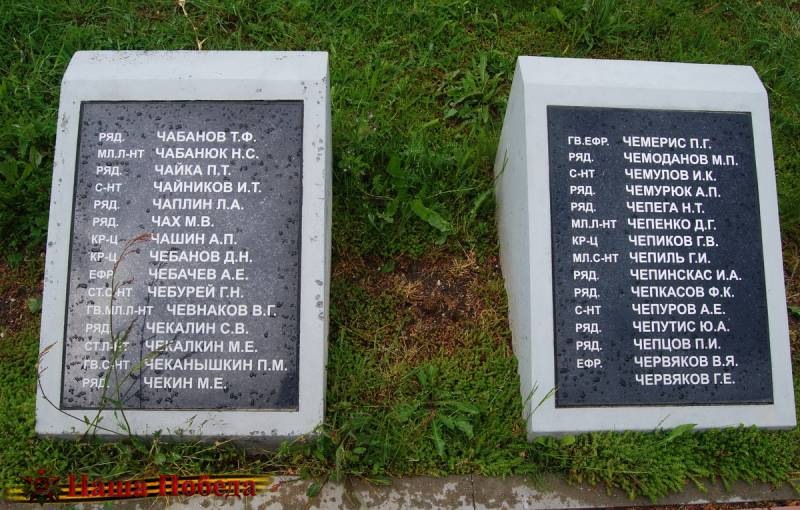 РЯД. ЧАБАНОВ Т.Ф.
МЛ.Л-НТ ЧАБАНЮК Н.С.
РЯД. ЧАЙКА П.Т.
С-НТ ЧАЙНИКОВ И.Т.
РЯД. ЧАПЛИН Л.А.
РЯД. ЧАХ М.В.
КР-Ц ЧАШИН А.П.
КР-Ц ЧЕБАНОВ Д.Н.
ЕФР. ЧЕБАЧЕВ А.Е.
СТ.С-НТ ЧЕБУРЕЙ Г.Н.
ГВ.МЛ.Л-НТ ЧЕВНАКОВ В.Г.
РЯД. ЧЕКАЛИН С.В.
СТ.Л-НТ ЧЕКАЛКИН М.Е.
ГВ.С-НТ ЧЕКАНЫШКИН П.М.
РЯД. ЧЕКИН М.Е.
ГВ.ЕФР. ЧЕМЕРИС П.Г.
РЯД. ЧЕМОДАНОВ М.П.
С-НТ ЧЕМУЛОВ И.К.
РЯД. ЧЕМУРЮК А.П.
РЯД. ЧЕПЕГА Н.Т.
МЛ.Л-НТ ЧЕПЕНКО Д.Г.
КР-Ц ЧЕПИКОВ Г.В.
МЛ.С-НТ ЧЕПИЛЬ Г.И.
РЯД. ЧЕПИНСКАС И.А.
РЯД. ЧЕПКАСОВ Ф.К.
С-НТ ЧЕПУРОВ А.Е.
РЯД. ЧЕПУТИС Ю.А.
РЯД. ЧЕПЦОВ П.И.
ЕФР. ЧЕРВЯКОВ В.Я.
ЧЕРВЯКОВ Г.Е.
Наша Победа